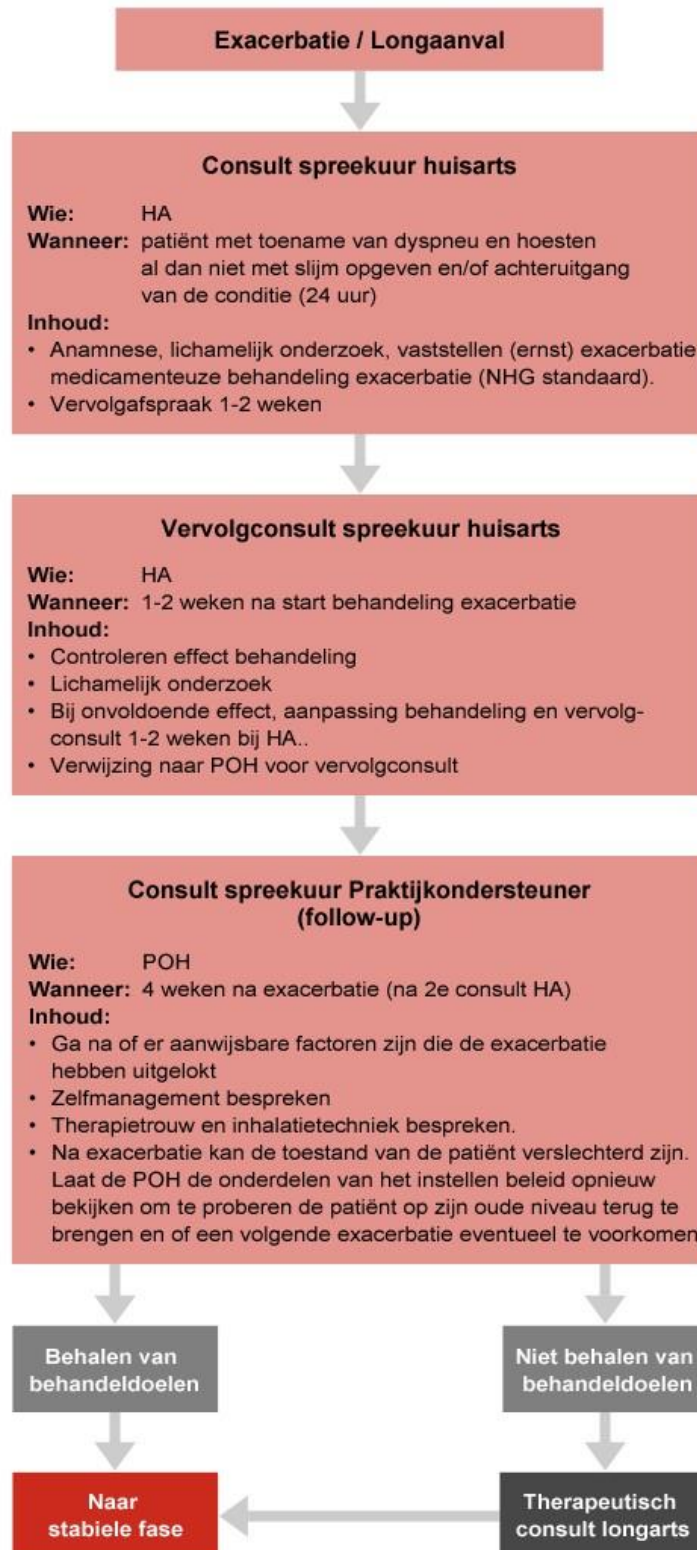 Exacerbatie / Longaanval
Consult spreekuur huisarts
Wie: HA
Wanneer: patiënt met toename van dyspneu en hoesten
al dan niet met slijm opgeven en/of achteruitgang
van de conditie (24 uur)
Inhoud:
• Anamnese, lichamelijk onderzoek, vaststellen (ernst) exacerbatie
medicamenteuze behandeling exacerbatie (NHG standaard).
• Vervolgafspraak 1-2 weken
Vervolgconsult spreekuur huisarts
Wie: HA
Wanneer: 1-2 weken na start behandeling exacerbatie
Inhoud:
• Controleren effect behandeling
• Lichamelijk onderzoek
• Bij onvoldoende effect, aanpassing behandeling en vervolg-
consult 1-2 weken bij HA..
• Verwijzing naar POH voor vervolgconsult
Consult spreekuur Praktijkondersteuner
(follow-up)
Wie: POH
Wanneer: 4 weken na exacerbatie (na 2e consult HA)
Inhoud:
• Ga na of er aanwijsbare factoren zijn die de exacerbatie
hebben uitgelokt
• Zelfmanagement bespreken
• Therapietrouw en inhalatietechniek bespreken.
• Na exacerbatie kan de toestand van de patiënt verslechterd zijn.
Laat de POH de onderdelen van het instellen beleid opnieuw
bekijken om te proberen de patiënt op zijn oude niveau terug te
brengen en of een volgende exacerbatie eventueel te voorkomen
Behalen van
behandeldoelen
Niet behalen van
behandeldoelen
Naar
stabiele fase
Therapeutisch
consult longarts